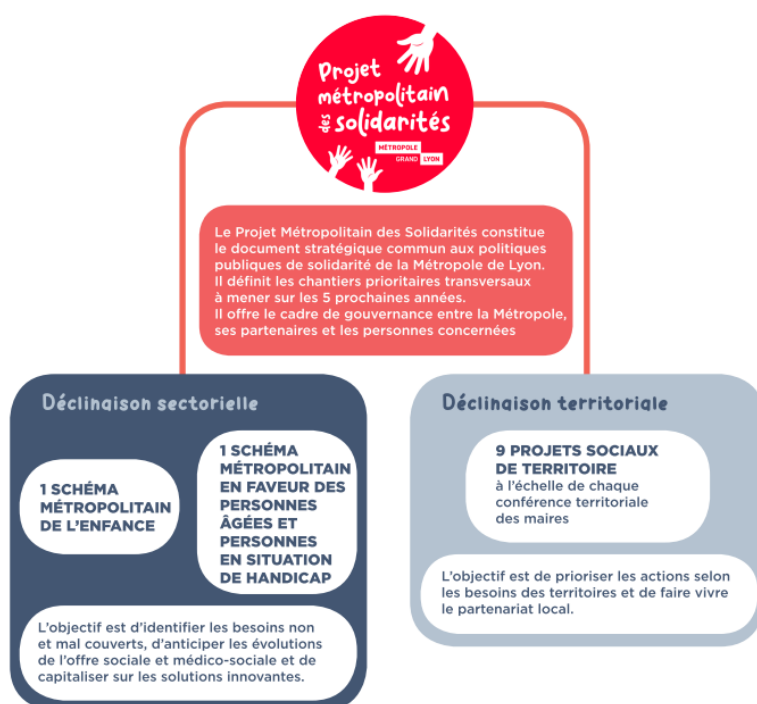 Projet
métropolitain
des solidarités
MÉTROPOLE
GRAND LYON
Le Projet Métropolitain des Solidarités constitue
le document stratégique commun aux politiques
publiques de solidarité de la Métropole de Lyon.
Il définit les chantiers prioritaires transversaux
à mener sur les 5 prochaines années.
Il offre le cadre de gouvernance entre la Métropole,
ses partenaires et les personnes concernées
Déclinaison sectorielle
1 SCHÉMA
MÉTROPOLITAIN
DE L'ENFANCE
1 SCHÉMA
MÉTROPOLITAIN
EN FAVEUR DES
PERSONNES
ÂGÉES ET
PERSONNES
EN SITUATION
DE HANDICAP
L'objectif est d'identifier les besoins non
et mal couverts, d'anticiper les évolutions
de l'offre sociale et médico-sociale et de
capitaliser sur les solutions innovantes.
Déclinaison territoriale
9 PROJETS SOCIAUX
DE TERRITOIRE
à l'échelle de chaque
conférence territoriale
des maires
L'objectif est de prioriser les actions selon
les besoins des territoires et de faire vivre
le partenariat local.